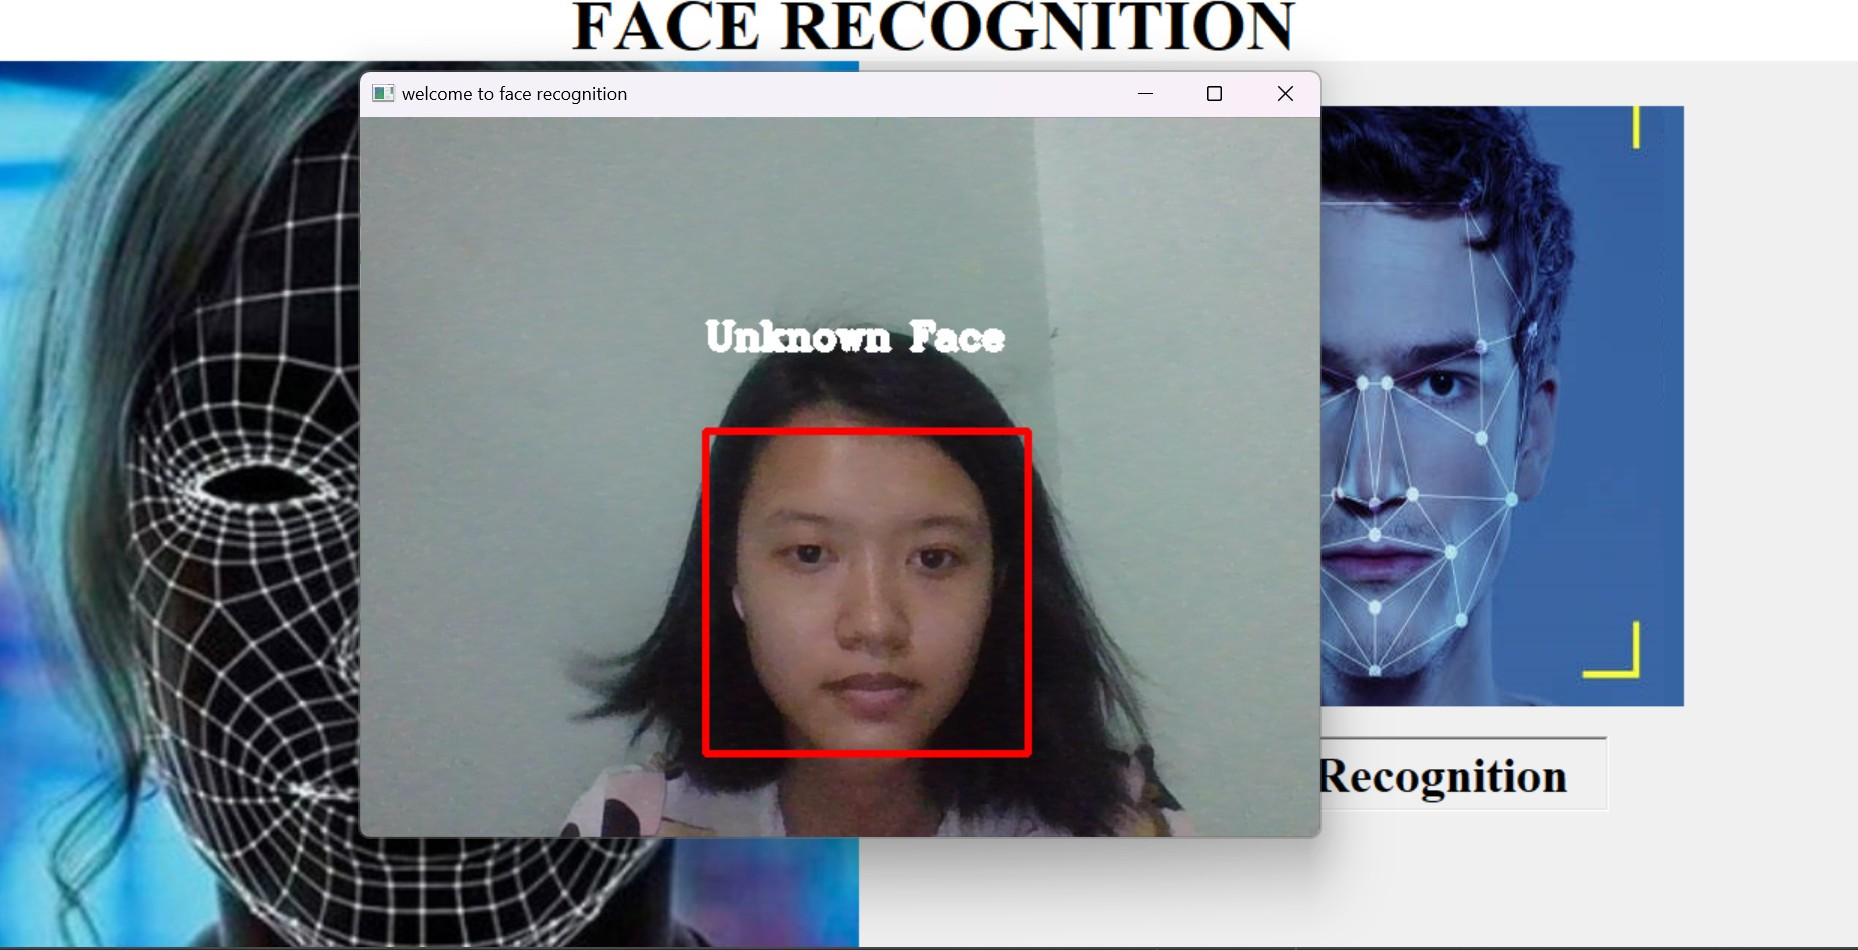 FACE RECOGNITION
welcome to face recognition
Unknown Face
Recognition